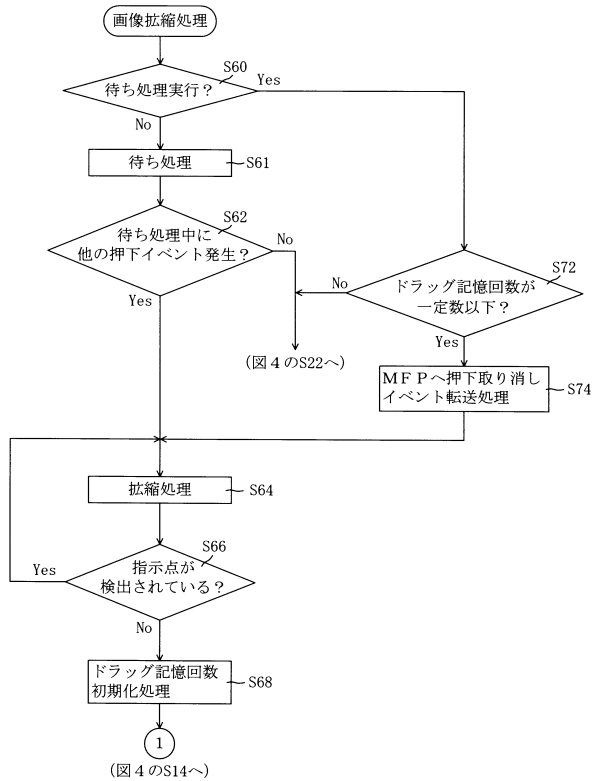 画像拡縮処理
S60
待ち処理実行？
Yes
No
待ち処理
S61
S62
待ち処理中に
他の押下イベント発生？
No
Yes
S72
ドラッグ記憶回数が
一定数以下？
No
Yes
(図４のS22へ)
ＭＦＰへ押下取り消し
イベント転送処理
S74
拡縮処理
S64
S66
指示点が
検出されている？
Yes
No
ドラッグ記憶回数
初期化処理
S68
1
(図４のS14へ)